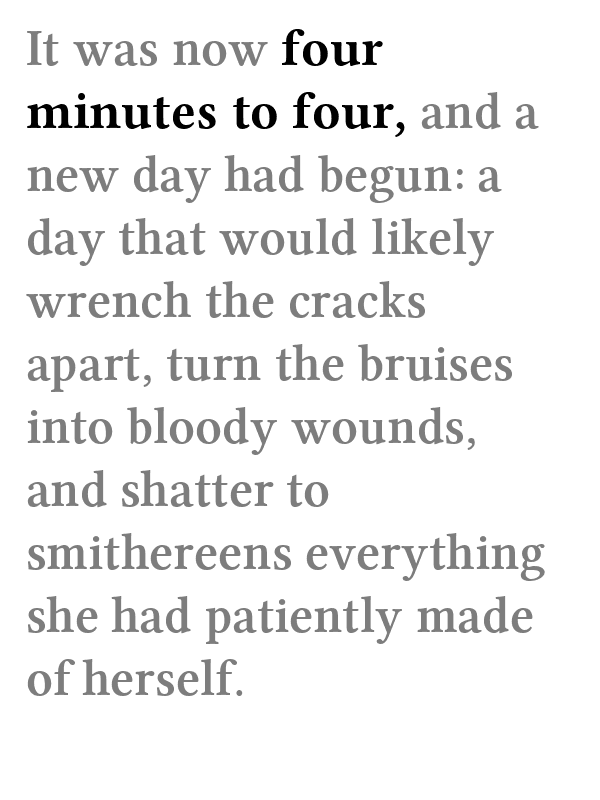 It was now four
minutes to four, and a
new day had begun: a
day that would likely
wrench the cracks
apart, turn the bruises
into bloody wounds,
and shatter to
smithereens everything
she had patiently made
of herself.